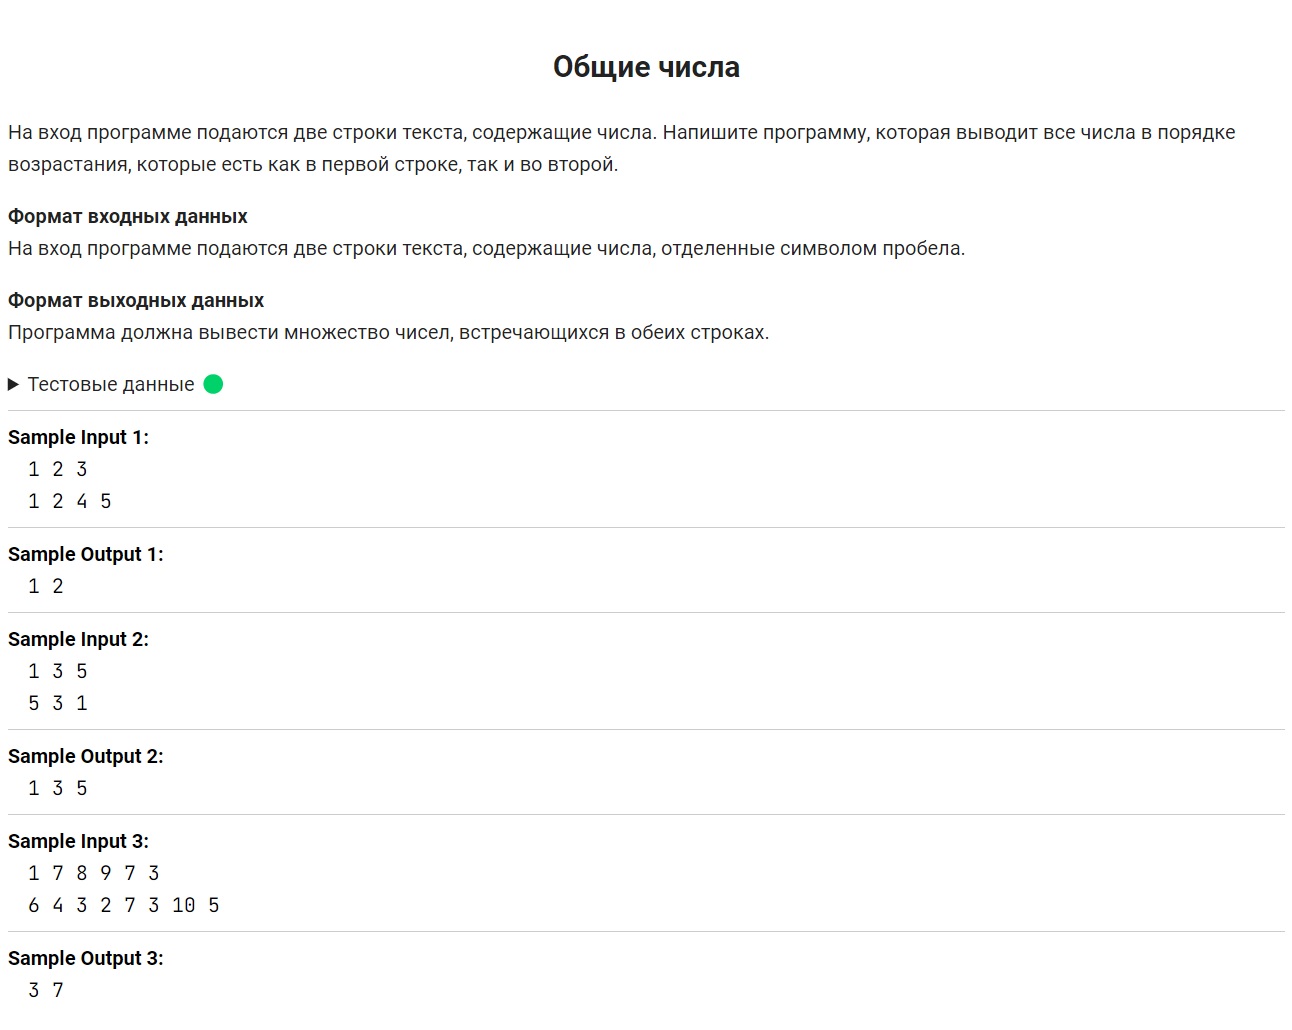 Общие числа
На вход программе подаются две строки текста, содержащие числа. Напишите программу, которая выводит все числа в порядке
возрастания, которые есть как в первой строке, так и во второй.
Формат входных данных
На вход программе подаются две строки текста, содержащие числа, отделенные символом пробела.
Формат выходных данных
Программа должна вывести множество чисел, встречающихся в обеих строках.
Тестовые данные
Sample Input 1:
1 2 3
1 2 4 5
Sample Output 1:
1 2
Sample Input 2:
1 3 5
5 3 1
Sample Output 2:
1 3 5
Sample Input 3:
1 7 8 9 7 3
6 4 3 2 7 3 10 5
Sample Output 3:
3 7